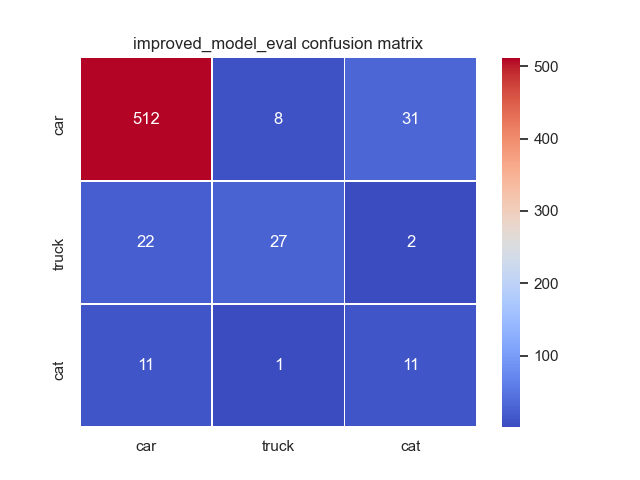 improved_model_eval confusion matrix
car 512 8 31
truck 22 27 2
cat 11 1 11
car truck cat
500
400
300
200
100